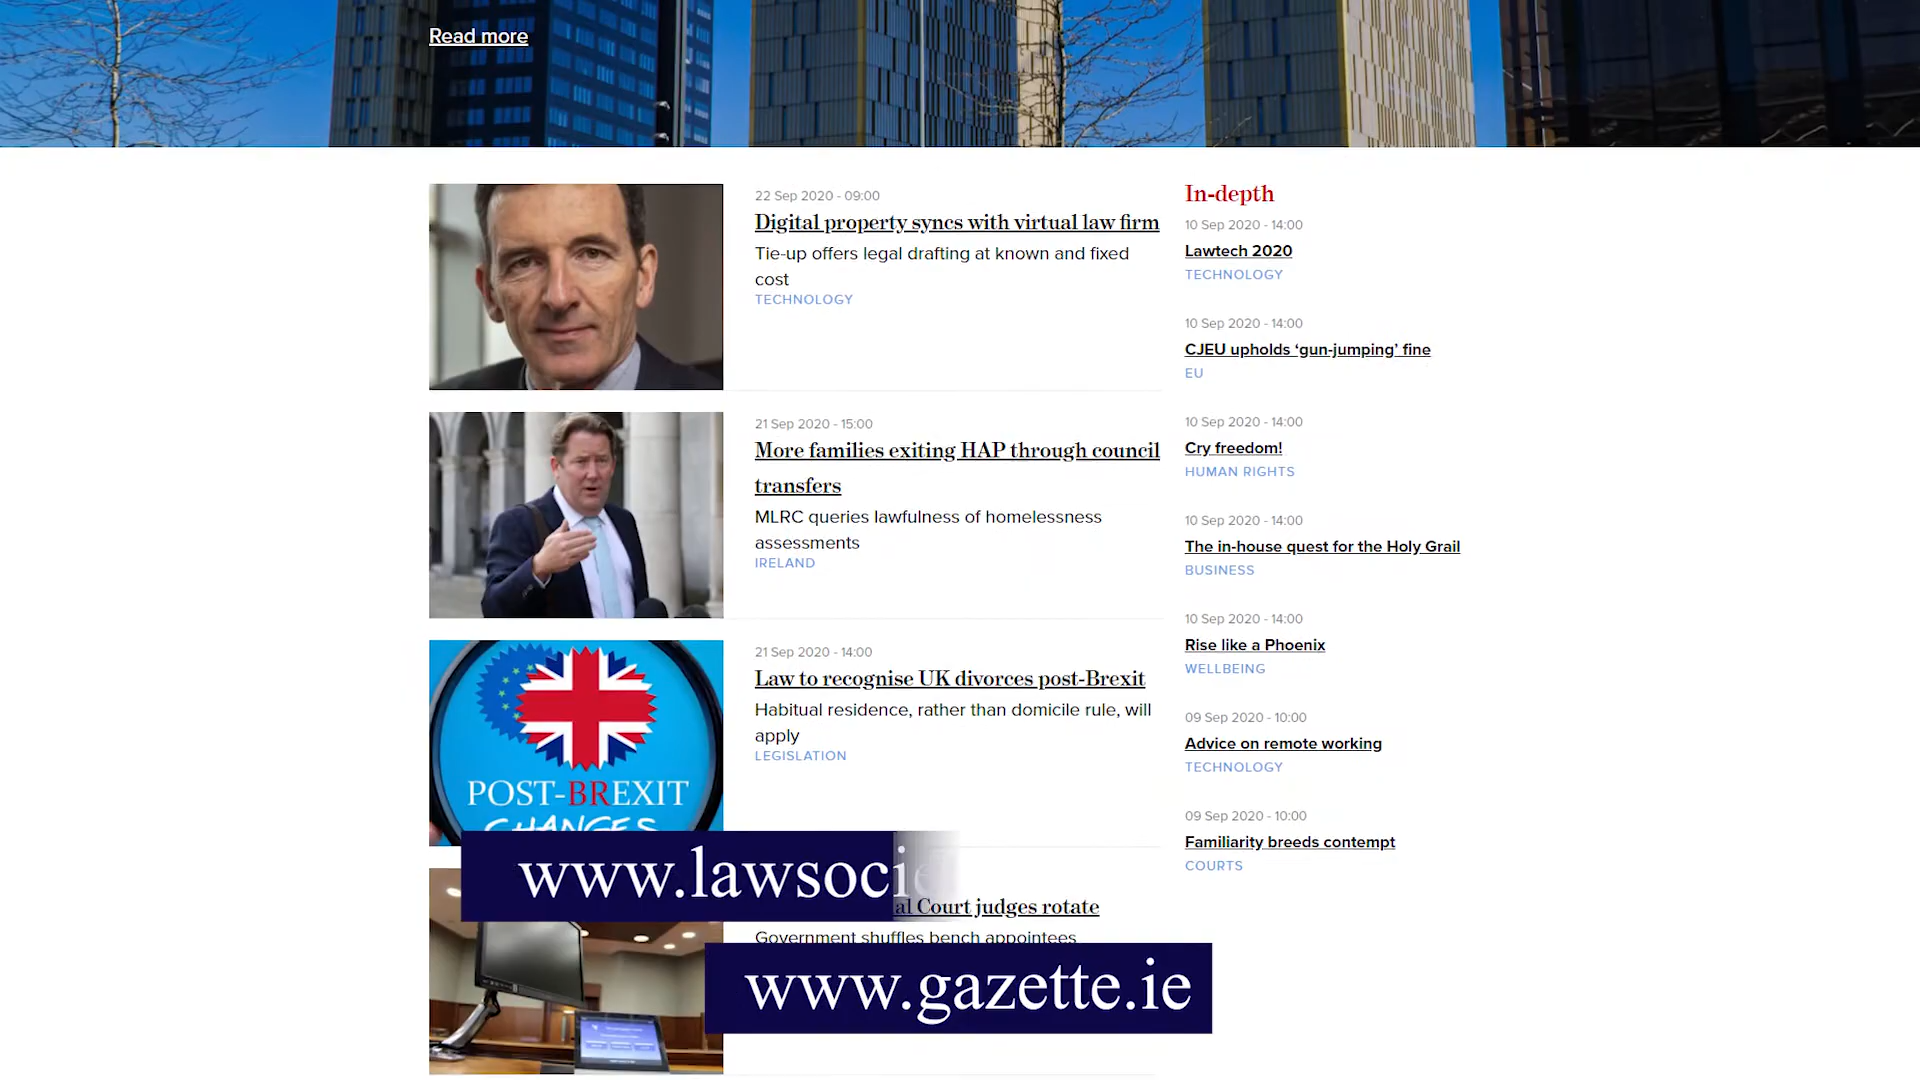 Read more
22 Sep 2020 - 09:00
Digital property syncs with virtual law firm
Tie-up offers legal drafting at known and fixed
cost
TECHNOLOGY
21 Sep 2020 - 15:00
More families exiting HAP through council
transfers
MLRC queries lawfulness of homelessness
assessments
IRELAND
POST-BREXIT
CHANGES
21 Sep 2020 - 14:00
Law to recognise UK divorces post-Brexit
Habitual residence, rather than domicile rule, will
apply
LEGISLATION
www.lawsocie
al Court judges rotate
Government shuffles bench appointees
www.gazette.ie
In-depth
10 Sep 2020 - 14:00
Lawtech 2020
TECHNOLOGY
10 Sep 2020 - 14:00
CJEU upholds ‘gun-jumping’ fine
EU
10 Sep 2020 - 14:00
Cry freedom!
HUMAN RIGHTS
10 Sep 2020 - 14:00
The in-house quest for the Holy Grail
BUSINESS
10 Sep 2020 - 14:00
Rise like a Phoenix
WELLBEING
09 Sep 2020 - 10:00
Advice on remote working
TECHNOLOGY
09 Sep 2020 - 10:00
Familiarity breeds contempt
COURTS